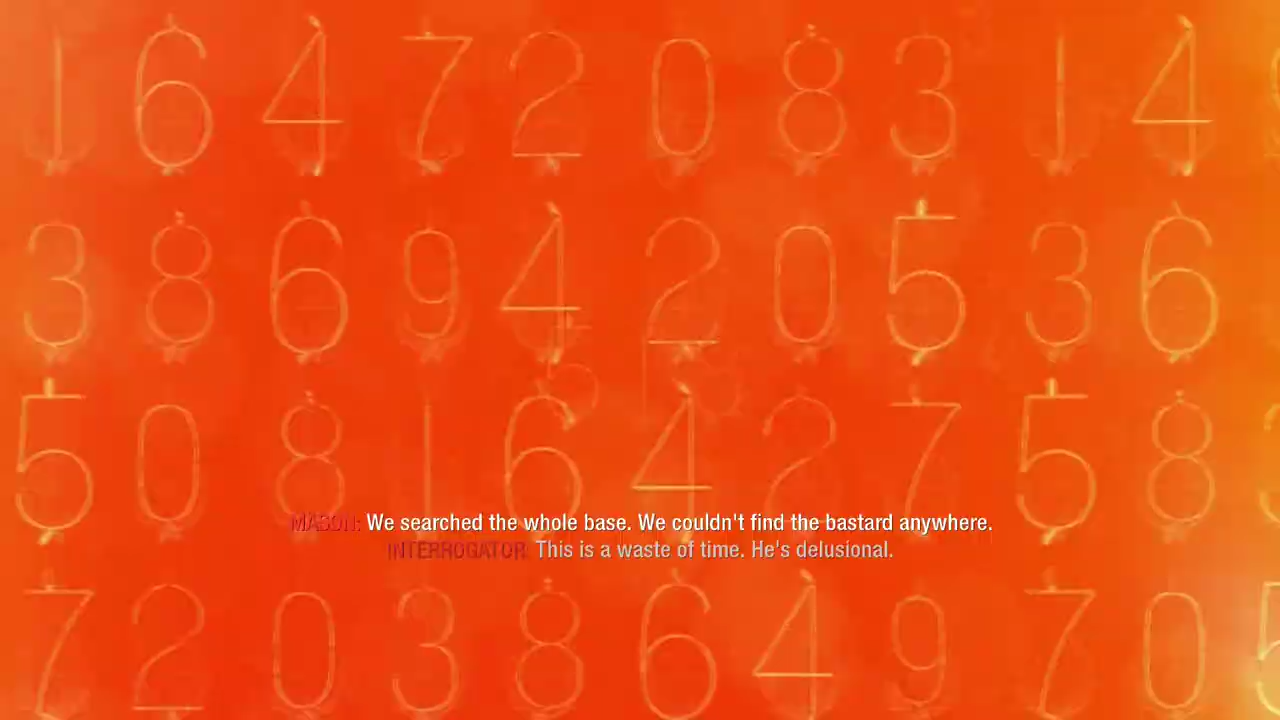 1 6 4 7 2 0 8 3 1 4
3 8 6 9 4 2 0 5 3 6
5 0 8 1 6 4 2 7 5 8
MASON: We searched the whole base. We couldn't find the bastard anywhere.
INTERROGATOR: This is a waste of time. He's delusional.
7 2 0 3 8 6 4 9 7 0 5